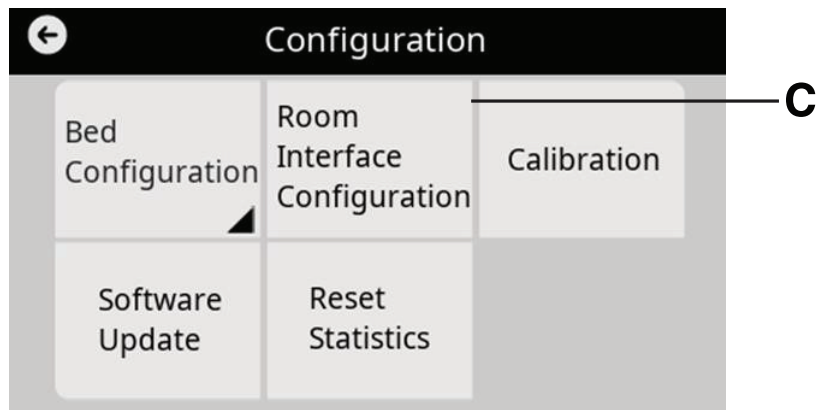 Configuration
Bed
Configuration
Room
Interface
Configuration
Calibration
C
Software
Update
Reset
Statistics